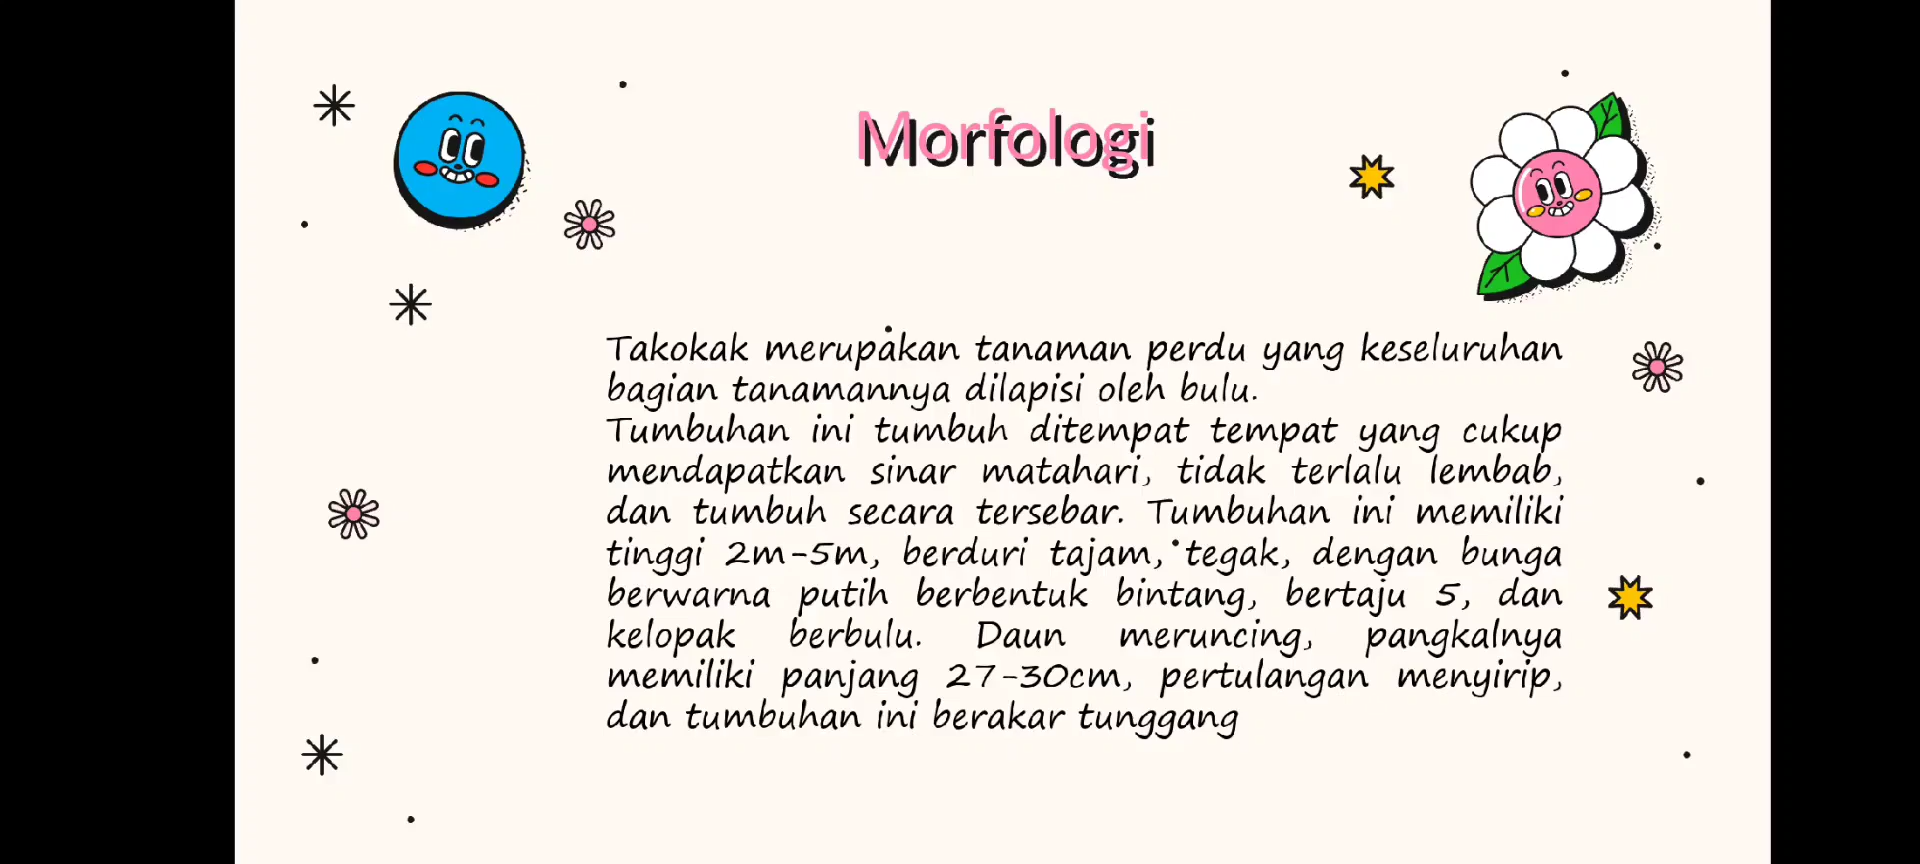 Morfologi
Takokak merupakan tanaman perdu yang keseluruhan
bagian tanamannya dilapisi oleh bulu.
Tumbuhan ini tumbuh ditempat tempat yang cukup
mendapatkan sinar matahari, tidak terlalu lembab,
dan tumbuh secara tersebar. Tumbuhan ini memiliki
tinggi 2m-5m, berduri tajam, tegak, dengan bunga
berwarna putih berbentuk bintang, bertaju 5, dan
kelopak berbulu. Daun meruncing, pangkalnya
memiliki panjang 27-30cm, pertulangan menyirip,
dan tumbuhan ini berakar tunggang